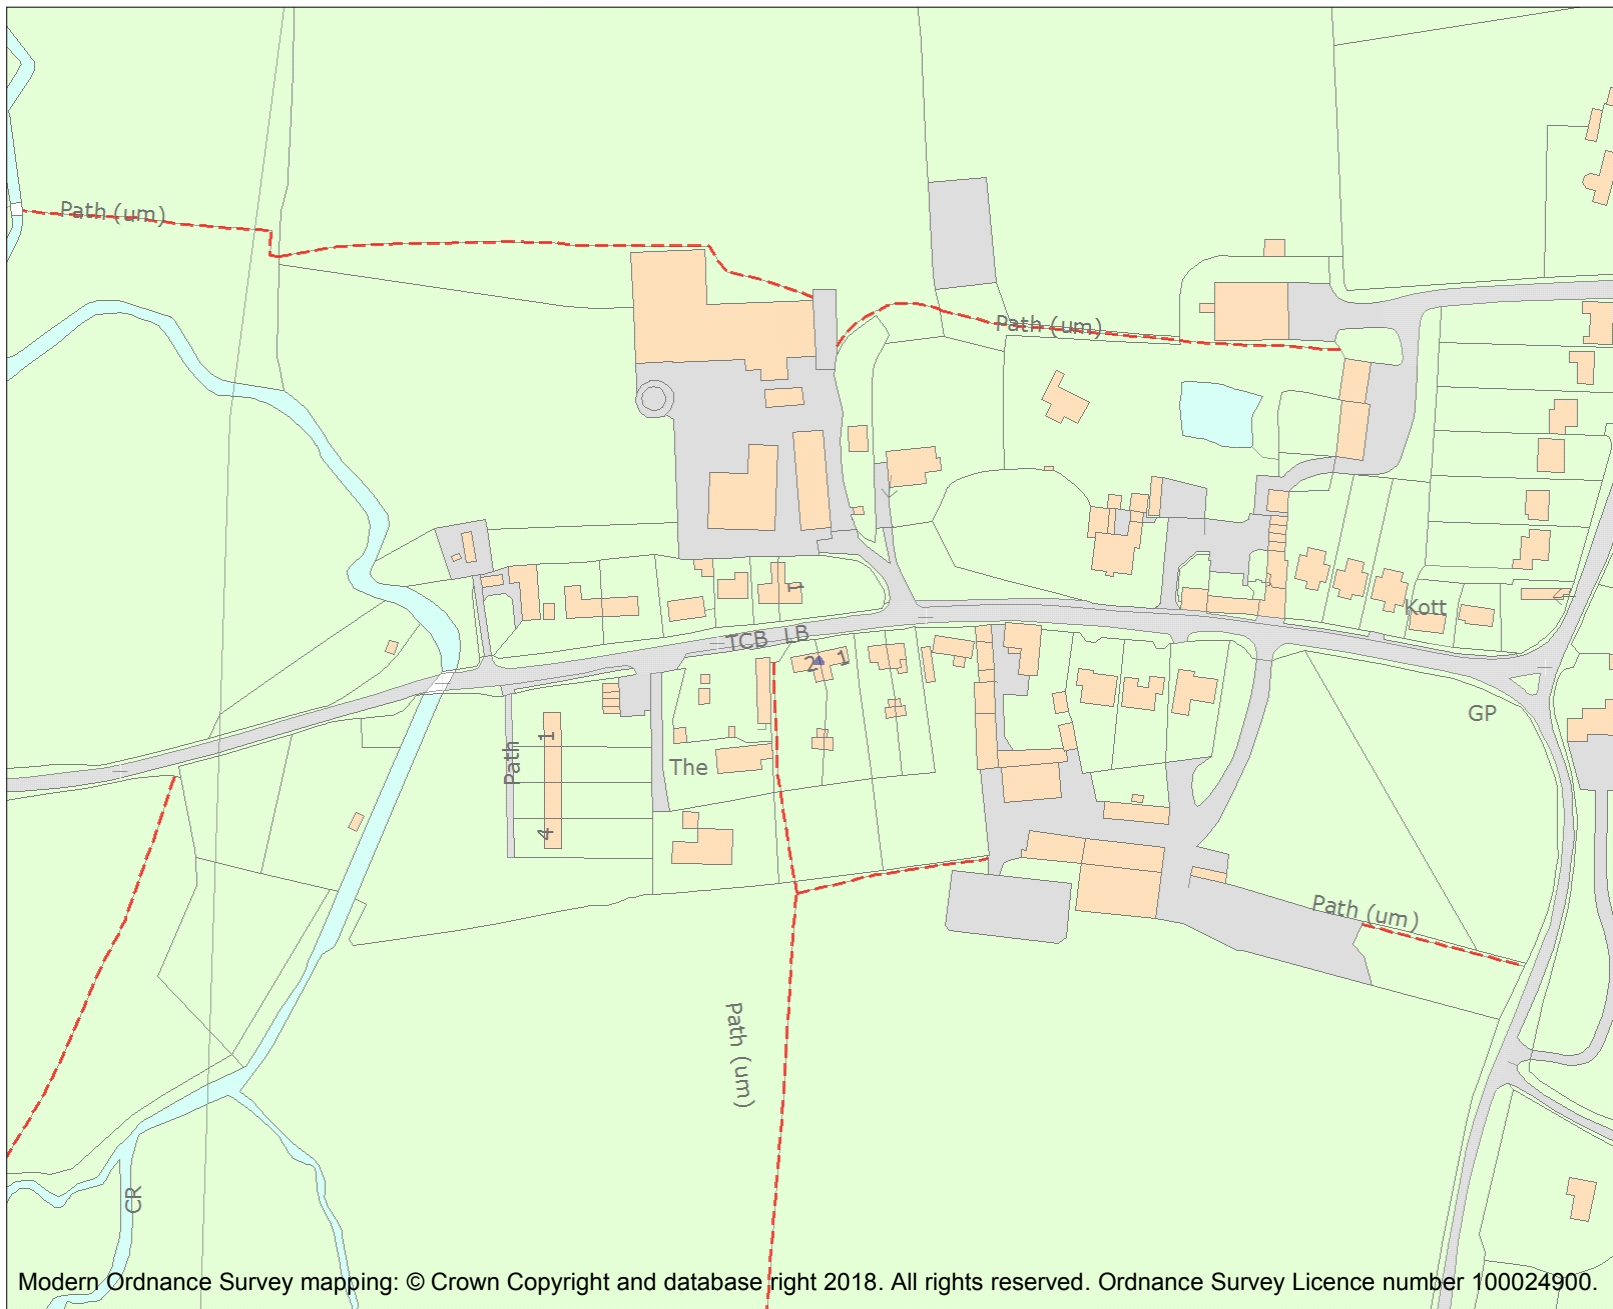 Path (um)
Path (um)
1
Kott
TCB LB
2 1
GP
1
Path
The
4
Path (um)
Path (um)
CR
Modern Ordnance Survey mapping: © Crown Copyright and database right 2018. All rights reserved. Ordnance Survey Licence number 100024900.